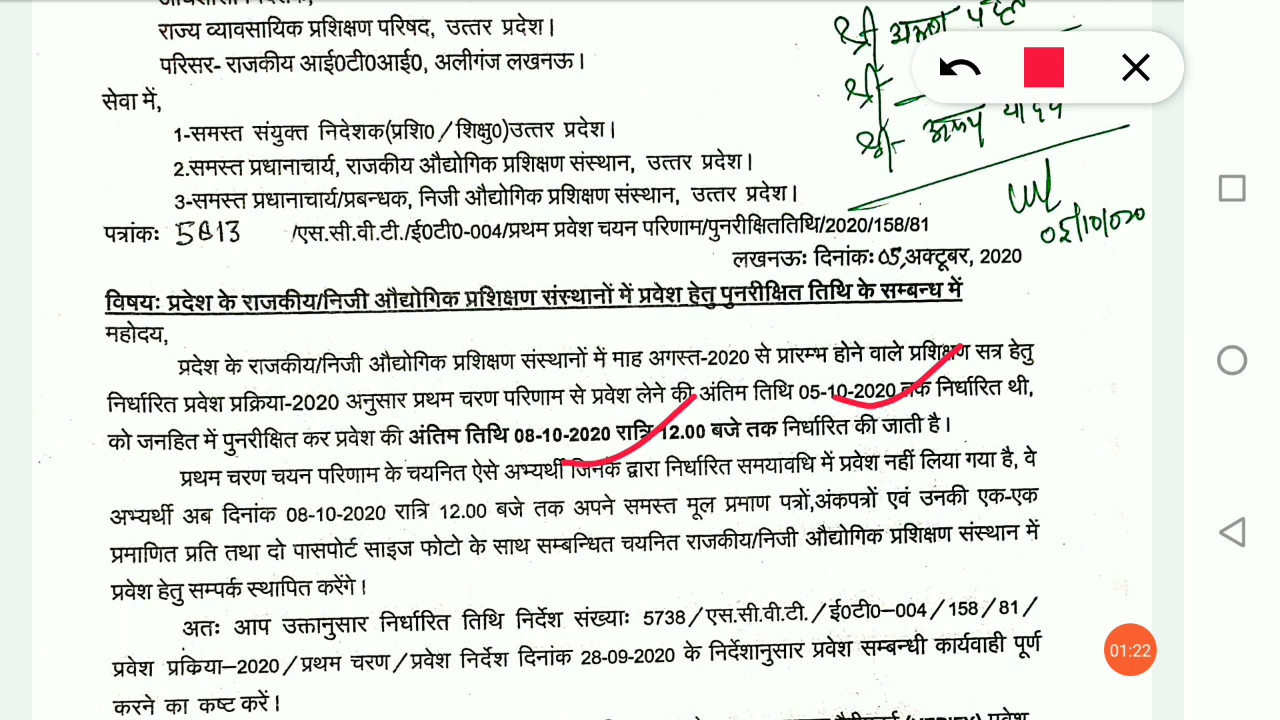 राज्य व्यावसायिक प्रशिक्षण परिषद, उत्तर प्रदेश।
परिसर- राजकीय आई0टी0आई0, अलीगंज लखनऊ।
श्री
सेवा में,
श्री
1-समस्त संयुक्त निदेशक(प्रशि0/शिक्षु0)उत्तर प्रदेश।
2.समस्त प्रधानाचार्य, राजकीय औद्योगिक प्रशिक्षण संस्थान, उत्तर प्रदेश।
3-समस्त प्रधानाचार्य/प्रबन्धक, निजी औद्योगिक प्रशिक्षण संस्थान, उत्तर प्रदेश।
पत्रांकः /एस.सी.वी.टी./ई0टी0-004/प्रथम प्रवेश चयन परिणाम/पुनरीक्षिततिथि/2020/158/81
लखनऊः दिनांकः 05,अक्टूबर, 2020
विषयः प्रदेश के राजकीय/निजी औद्योगिक प्रशिक्षण संस्थानों में प्रवेश हेतु पुनरीक्षित तिथि के सम्बन्ध में
महोदय,
प्रदेश के राजकीय/निजी औद्योगिक प्रशिक्षण संस्थानों में माह अगस्त-2020 से प्रारम्भ होने वाले प्रशिक्षण सत्र हेतु
निर्धारित प्रवेश प्रक्रिया-2020 अनुसार प्रथम चरण परिणाम से प्रवेश लेने की अंतिम तिथि 05-10-2020 तक निर्धारित थी,
को जनहित में पुनरीक्षित कर प्रवेश की अंतिम तिथि 08-10-2020 रात्रि 12.00 बजे तक निर्धारित की जाती है।
प्रथम चरण चयन परिणाम के चयनित ऐसे अभ्यर्थी जिनके द्वारा निर्धारित समयावधि में प्रवेश नहीं लिया गया है, वे
अभ्यर्थी अब दिनांक 08-10-2020 रात्रि 12.00 बजे तक अपने समस्त मूल प्रमाण पत्रों,अंकपत्रों एवं उनकी एक-एक
प्रमाणित प्रति तथा दो पासपोर्ट साइज फोटो के साथ सम्बन्धित चयनित राजकीय/निजी औद्योगिक प्रशिक्षण संस्थान में
प्रवेश हेतु सम्पर्क स्थापित करेंगे।
अतः आप उक्तानुसार निर्धारित तिथि निर्देश संख्याः 5738/एस.सी.वी.टी./ई0टी0–004/158/81/
प्रवेश प्रकिया–2020/प्रथम चरण/प्रवेश निर्देश दिनांक 28-09-2020 के निर्देशानुसार प्रवेश सम्बन्धी कार्यवाही पूर्ण
करने का कष्ट करें।
01:22